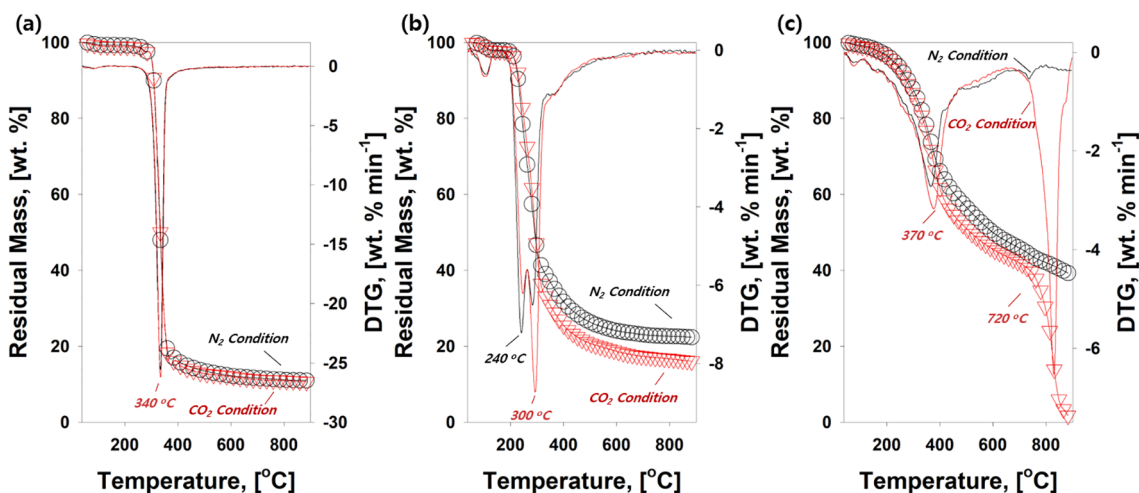 (a)
100
80
60
40
20
0
Residual Mass, [wt. %]
0
-5
-10
-15
-20
-25
-30
DTG, [wt. % min⁻¹]
N₂ Condition
340 °C
CO₂ Condition
200 400 600 800
Temperature, [°C]
(b)
100
80
60
40
20
0
Residual Mass, [wt. %]
0
-2
-4
-6
-8
DTG, [wt. % min⁻¹]
N₂ Condition
240 °C
CO₂ Condition
300 °C
200 400 600 800
Temperature, [°C]
(c)
100
80
60
40
20
0
Residual Mass, [wt. %]
0
-2
-4
-6
DTG, [wt. % min⁻¹]
N₂ Condition
CO₂ Condition
370 °C
720 °C
200 400 600 800
Temperature, [°C]